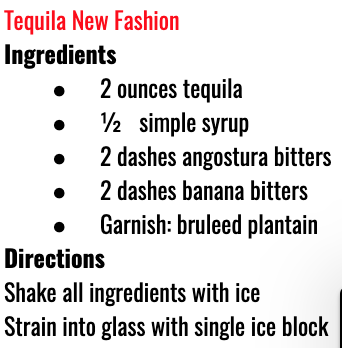 Tequila New Fashion
Ingredients
● 2 ounces tequila
● ½ simple syrup
● 2 dashes angostura bitters
● 2 dashes banana bitters
● Garnish: bruleed plantain
Directions
Shake all ingredients with ice
Strain into glass with single ice block